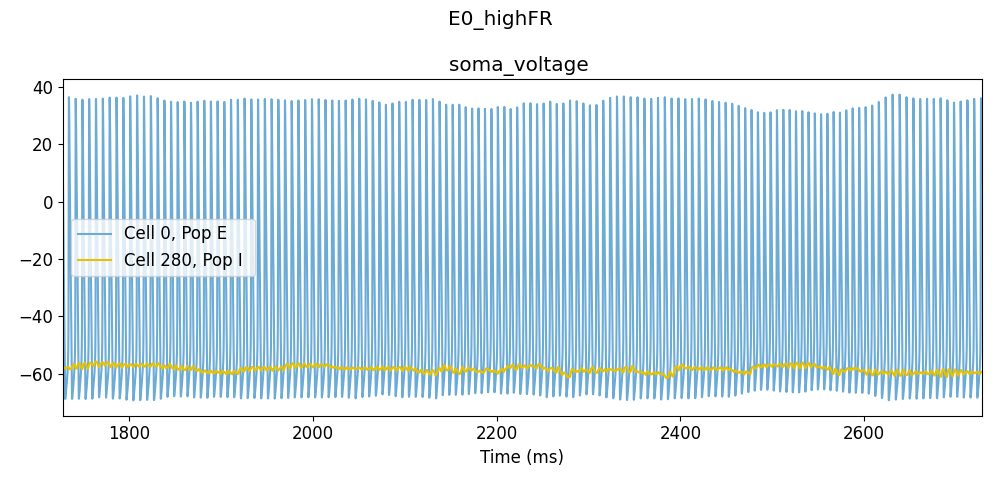 E0_highFR
soma_voltage
40
20
0
−20
−40
−60
Cell 0, Pop E
Cell 280, Pop I
1800
2000
2200
2400
2600
Time (ms)